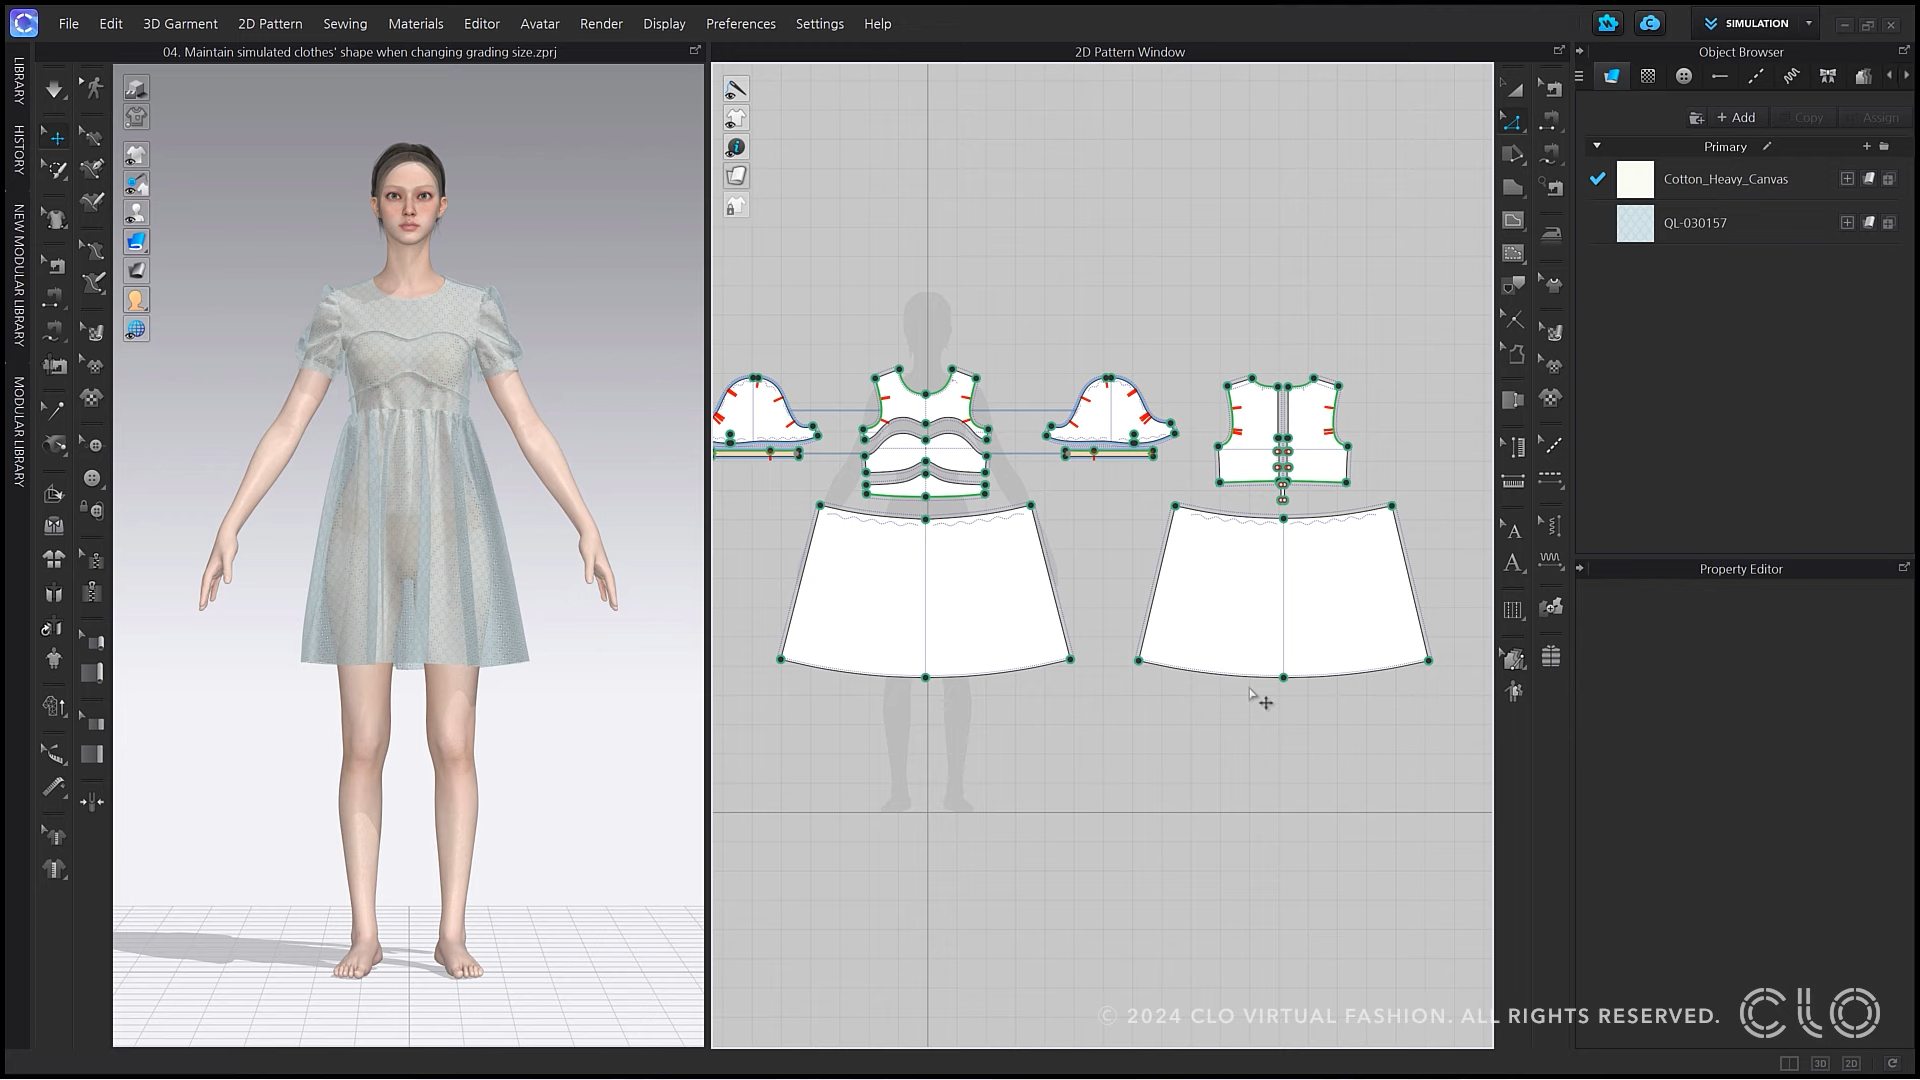 File Edit 3D Garment 2D Pattern Sewing Materials Editor Avatar Render Display Preferences Settings Help
SIMULATION
04. Maintain simulated clothes' shape when changing grading size.zprj
2D Pattern Window
Object Browser
LIBRARY
HISTORY
NEW MODULAR LIBRARY
MODULAR LIBRARY
+ Add
Copy
Assign
Primary
Cotton_Heavy_Canvas
QL-030157
Property Editor
A
A
© 2024 CLO VIRTUAL FASHION. ALL RIGHTS RESERVED.
CLO
3D
2D